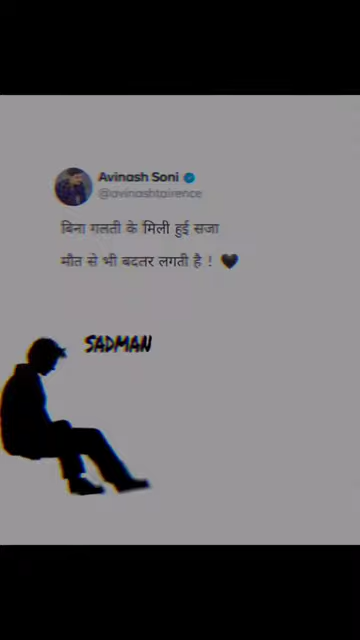 Avinash Soni
@avinashtairence
बिना गलती के मिली हुई सजा
मौत से भी बदतर लगती है ! 🖤
SADMAN